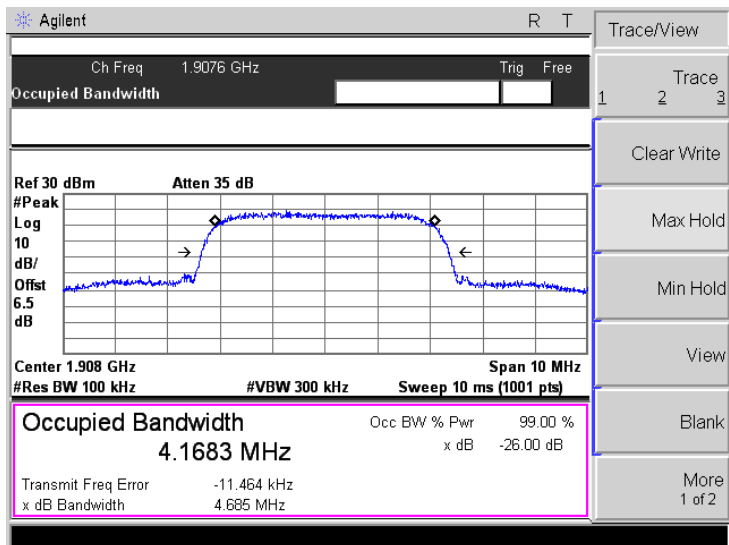 Agilent R T
Trace/View
Ch Freq 1.9076 GHz Trig Free
Occupied Bandwidth
Trace
1 2 3
Clear Write
Ref 30 dBm Atten 35 dB
#Peak
Log
10
dB/
Offst
6.5
dB
Max Hold
Min Hold
View
Center 1.908 GHz Span 10 MHz
#Res BW 100 kHz #VBW 300 kHz Sweep 10 ms (1001 pts)
Occupied Bandwidth Occ BW % Pwr 99.00 %
4.1683 MHz x dB -26.00 dB
Blank
Transmit Freq Error -11.464 kHz
x dB Bandwidth 4.685 MHz
More
1 of 2